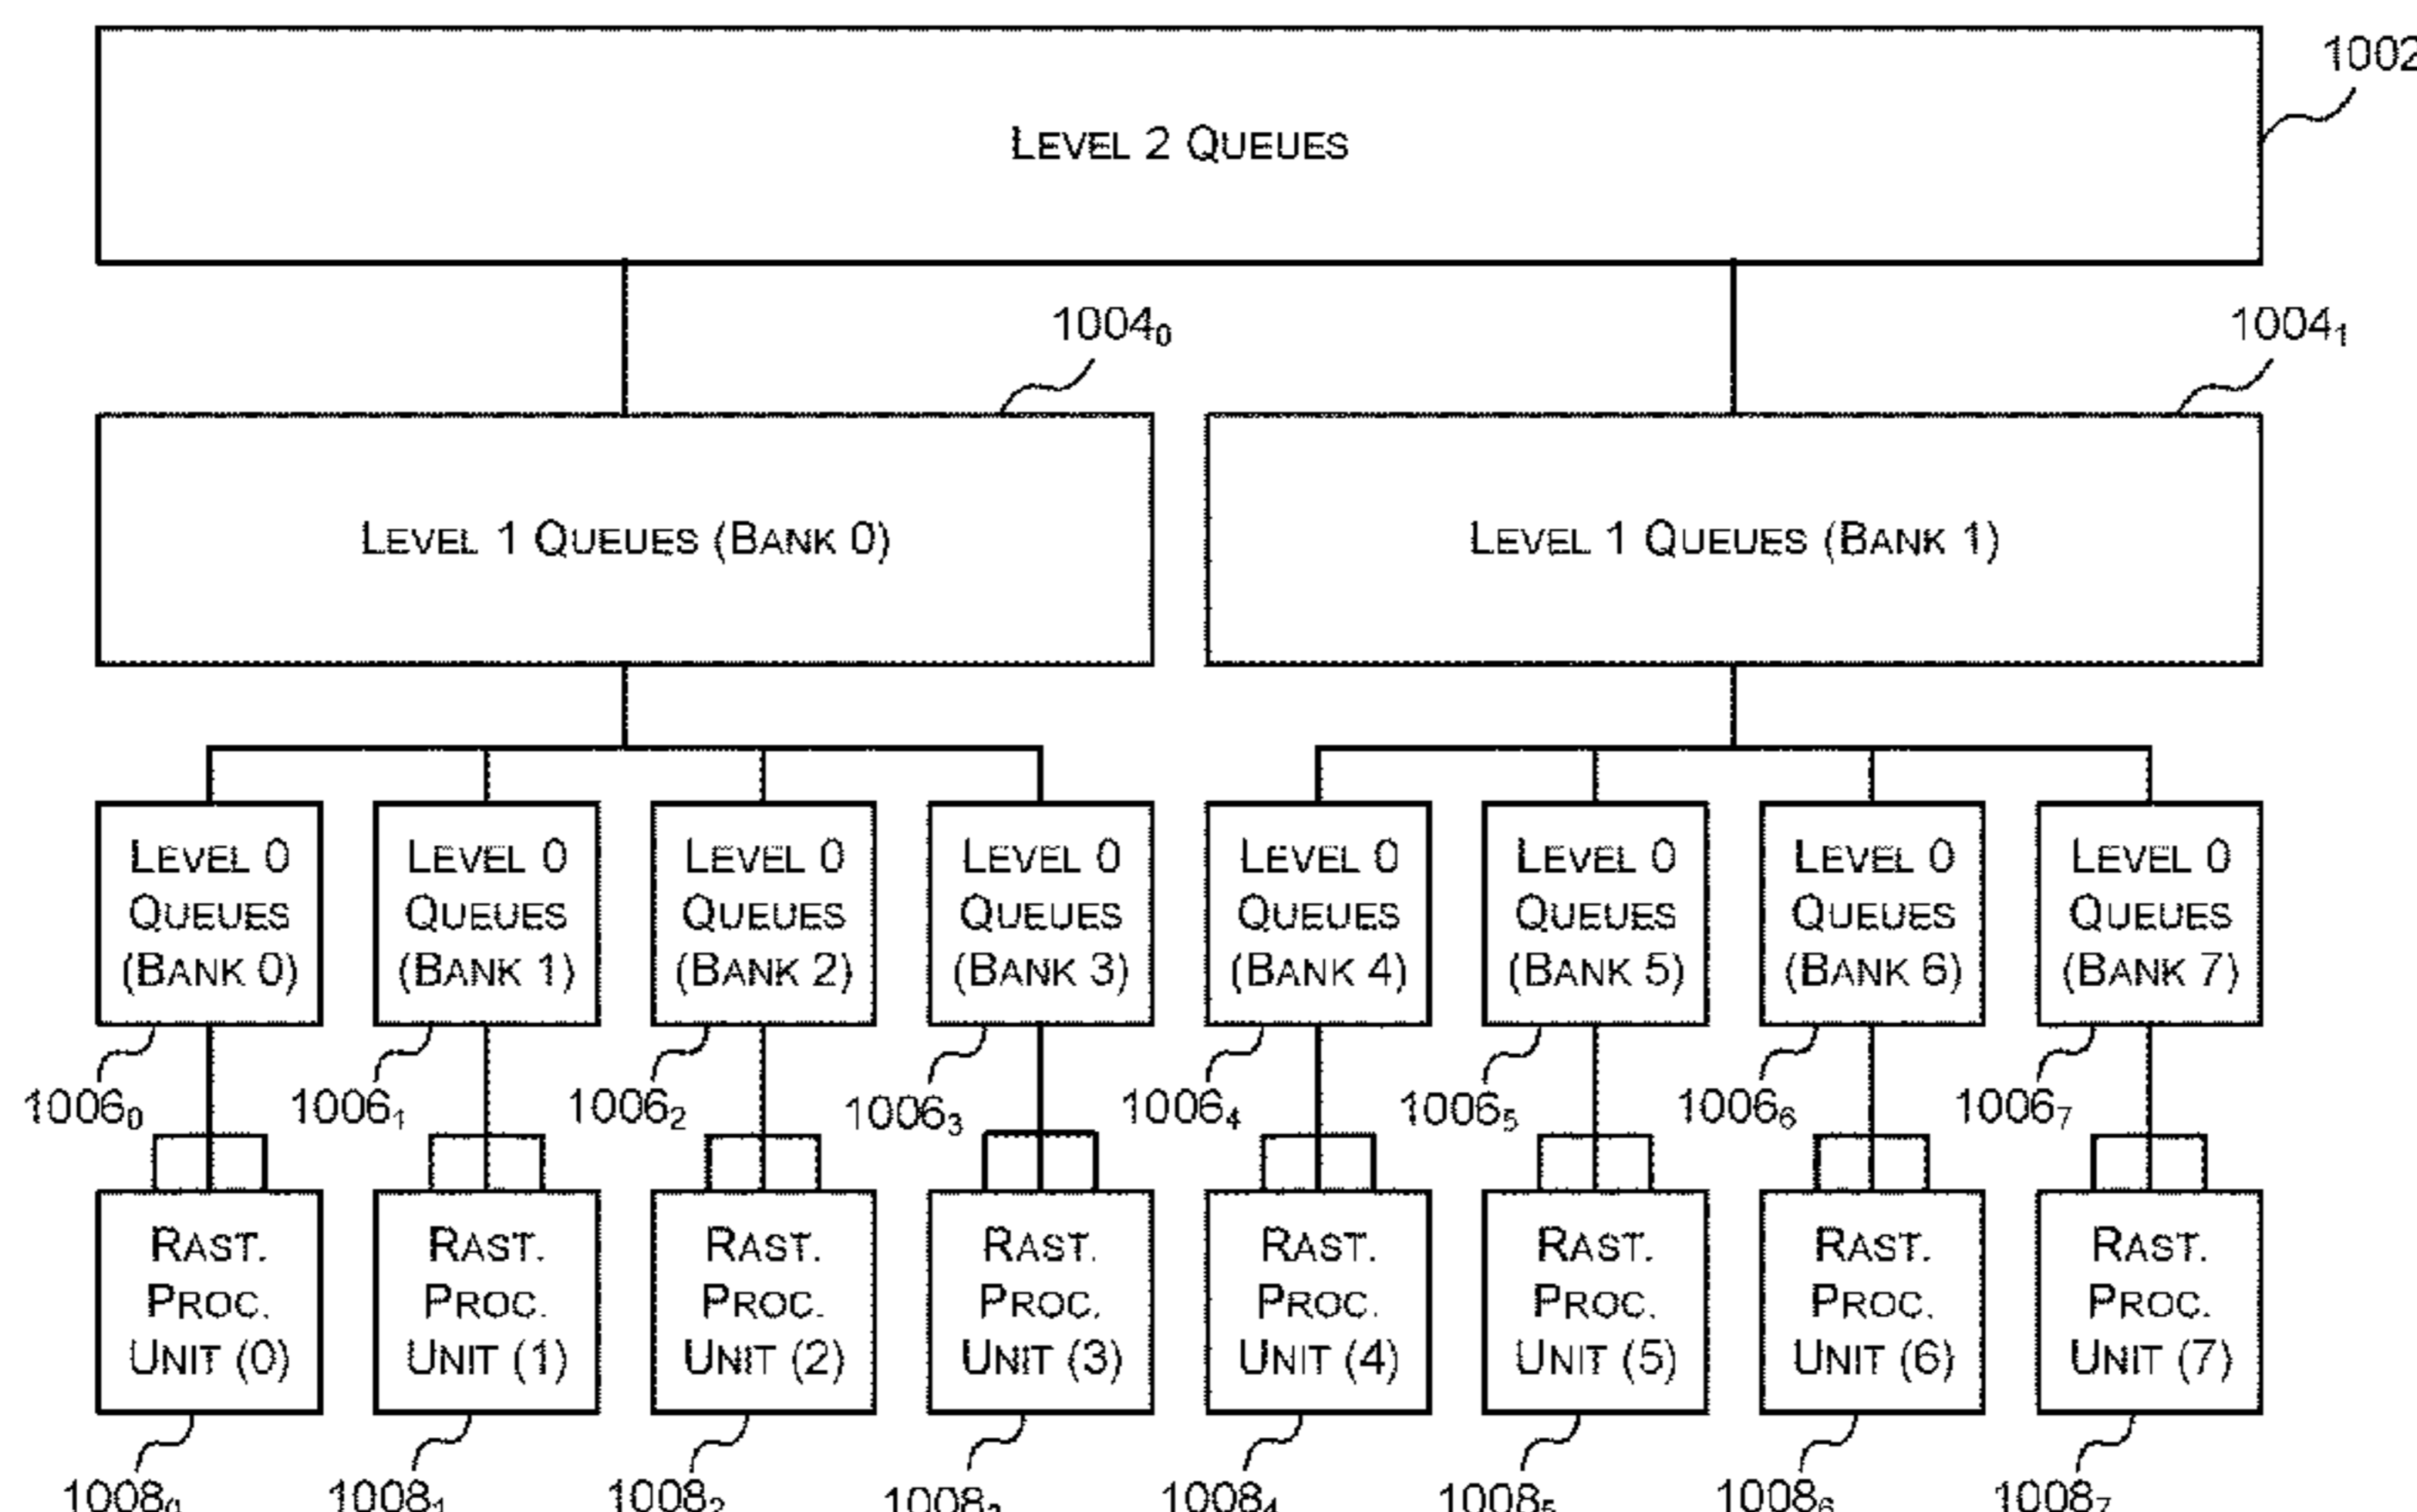 1002
LEVEL 2 QUEUES
1004₀
1004₁
LEVEL 1 QUEUES (BANK 0)
LEVEL 1 QUEUES (BANK 1)
LEVEL 0
QUEUES
(BANK 0)
LEVEL 0
QUEUES
(BANK 1)
LEVEL 0
QUEUES
(BANK 2)
LEVEL 0
QUEUES
(BANK 3)
LEVEL 0
QUEUES
(BANK 4)
LEVEL 0
QUEUES
(BANK 5)
LEVEL 0
QUEUES
(BANK 6)
LEVEL 0
QUEUES
(BANK 7)
1006₀
1006₁
1006₂
1006₃
1006₄
1006₅
1006₆
1006₇
RAST.
PROC.
UNIT (0)
RAST.
PROC.
UNIT (1)
RAST.
PROC.
UNIT (2)
RAST.
PROC.
UNIT (3)
RAST.
PROC.
UNIT (4)
RAST.
PROC.
UNIT (5)
RAST.
PROC.
UNIT (6)
RAST.
PROC.
UNIT (7)
1008₀
1008₁
1008₂
1008₃
1008₄
1008₅
1008₆
1008₇